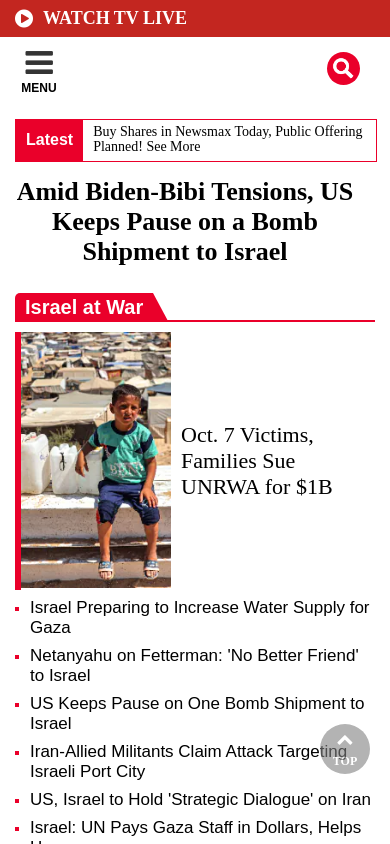 WATCH TV LIVE
MENU
Latest
Buy Shares in Newsmax Today, Public Offering
Planned! See More
Amid Biden-Bibi Tensions, US
Keeps Pause on a Bomb
Shipment to Israel
Israel at War
Oct. 7 Victims,
Families Sue
UNRWA for $1B
Israel Preparing to Increase Water Supply for
Gaza
Netanyahu on Fetterman: 'No Better Friend'
to Israel
US Keeps Pause on One Bomb Shipment to
Israel
Iran-Allied Militants Claim Attack Targeting
Israeli Port City
TOP
US, Israel to Hold 'Strategic Dialogue' on Iran
Israel: UN Pays Gaza Staff in Dollars, Helps